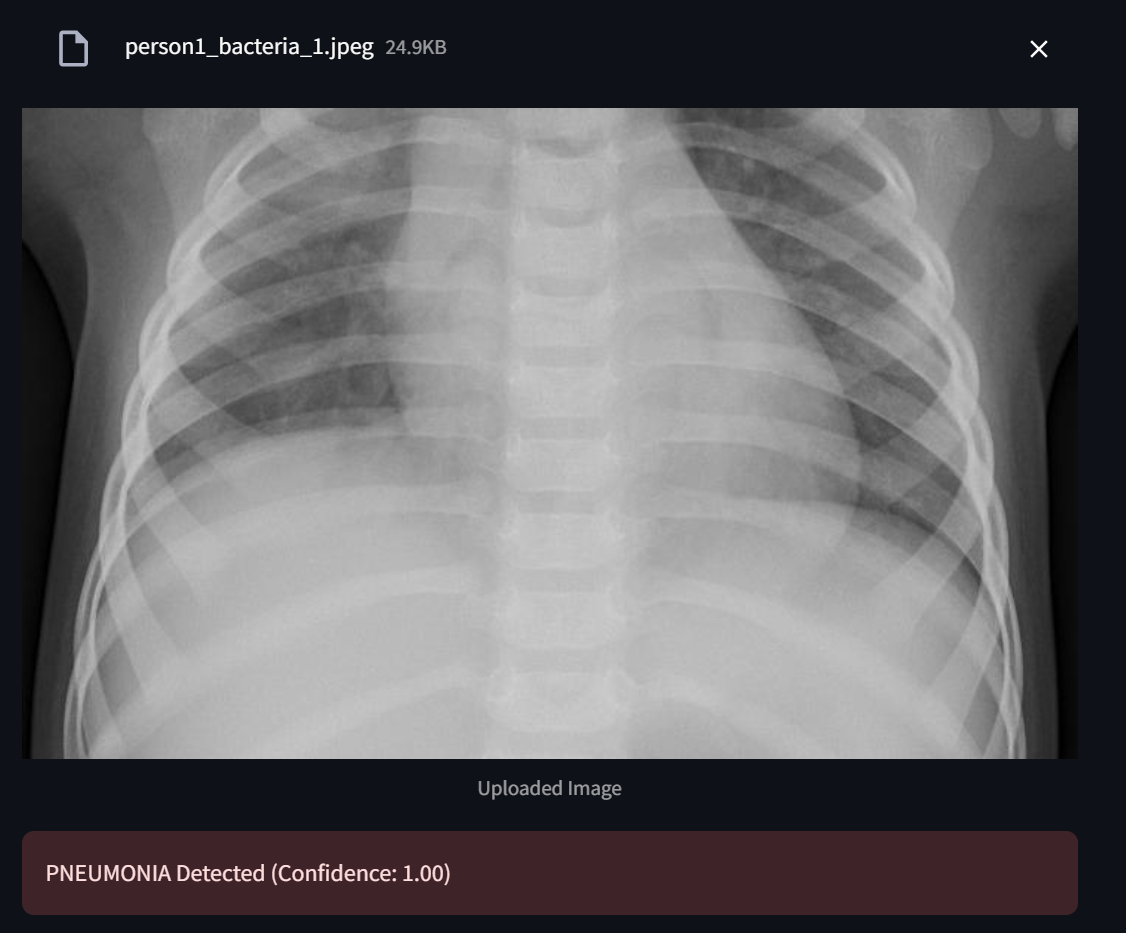 person1_bacteria_1.jpeg 24.9KB
Uploaded Image
PNEUMONIA Detected (Confidence: 1.00)